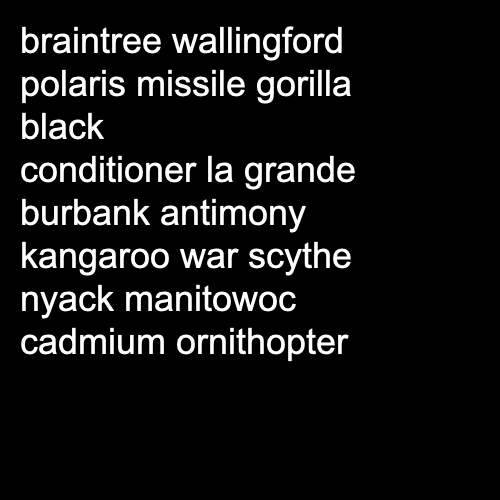 braintree wallingford
polaris missile gorilla
black
conditioner la grande
burbank antimony
kangaroo war scythe
nyack manitowoc
cadmium ornithopter